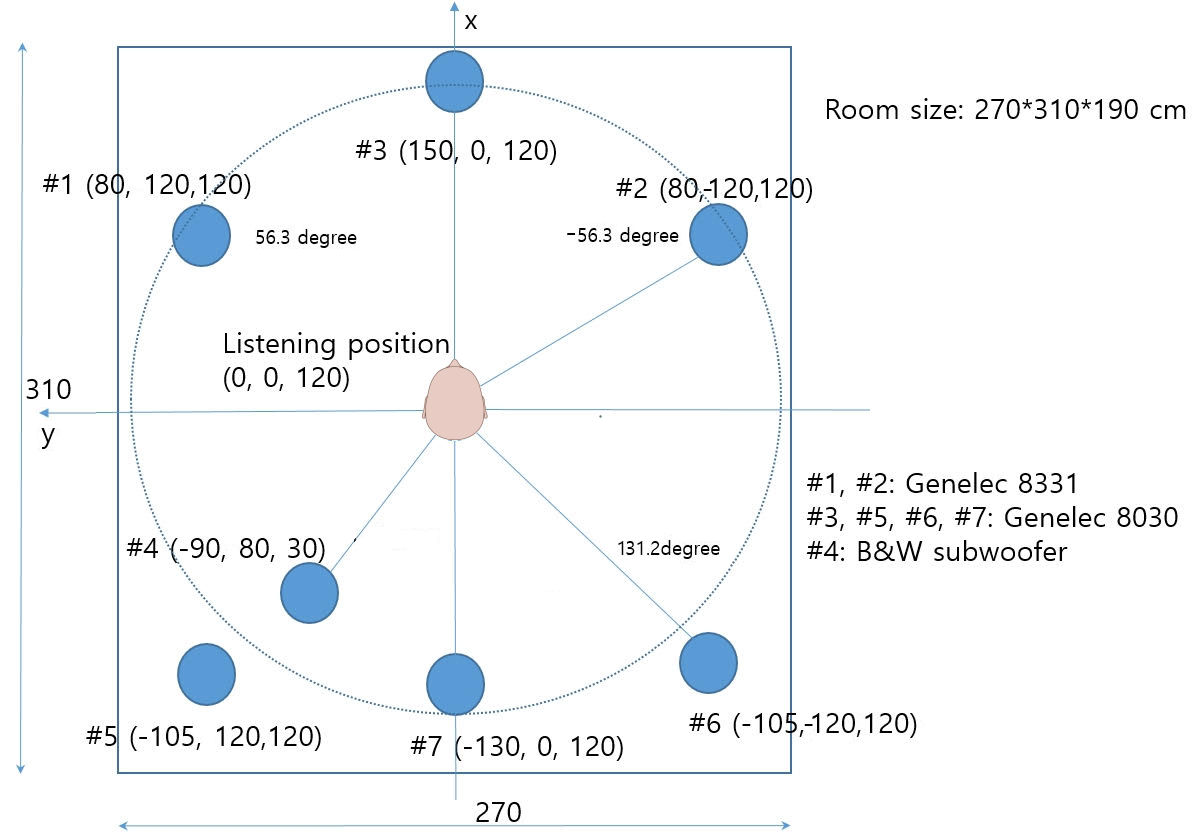 x
Room size: 270*310*190 cm
#3 (150, 0, 120)
#1 (80, 120,120)
#2 (80,-120,120)
56.3 degree
-56.3 degree
Listening position
(0, 0, 120)
310
y
#1, #2: Genelec 8331
#3, #5, #6, #7: Genelec 8030
#4: B&W subwoofer
#4 (-90, 80, 30)
131.2degree
#5 (-105, 120,120)
#7 (-130, 0, 120)
#6 (-105,-120,120)
270